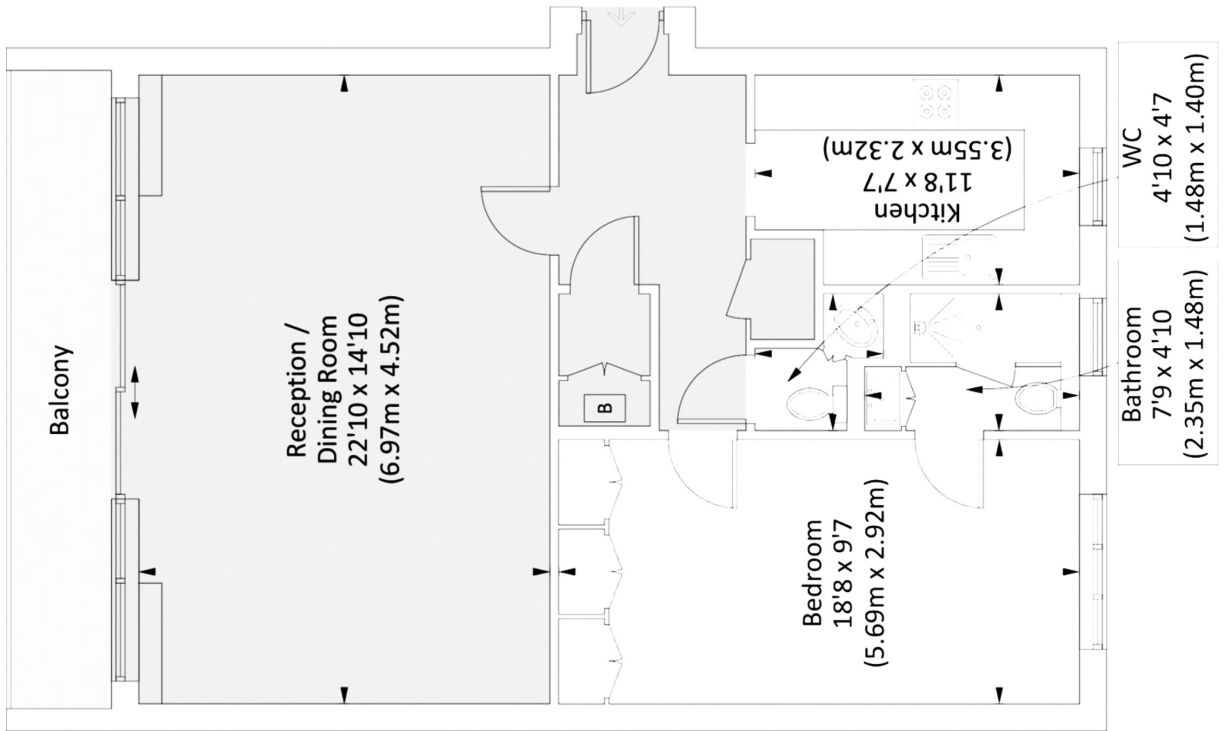 Balcony
Reception /
Dining Room
22'10 x 14'10
(6.97m x 4.52m)
B
Kitchen
11'8 x 7'7
(3.55m x 2.32m)
WC
4'10 x 4'7
(1.48m x 1.40m)
Bathroom
7'9 x 4'10
(2.35m x 1.48m)
Bedroom
18'8 x 9'7
(5.69m x 2.92m)